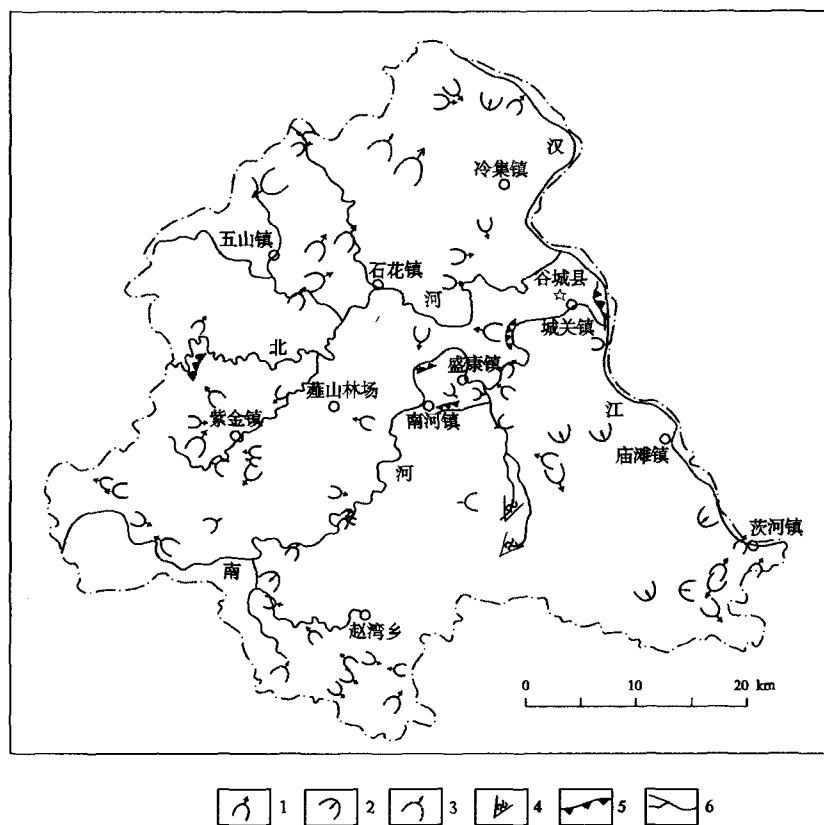 汉
冷集镇
五山镇
石花镇
谷城县
河
城关镇
北
盛康镇
薤山林场
紫金镇
南河镇
江
庙滩镇
河
茨河镇
南
赵湾乡
0 10 20 km
1 2 3 4 5 6